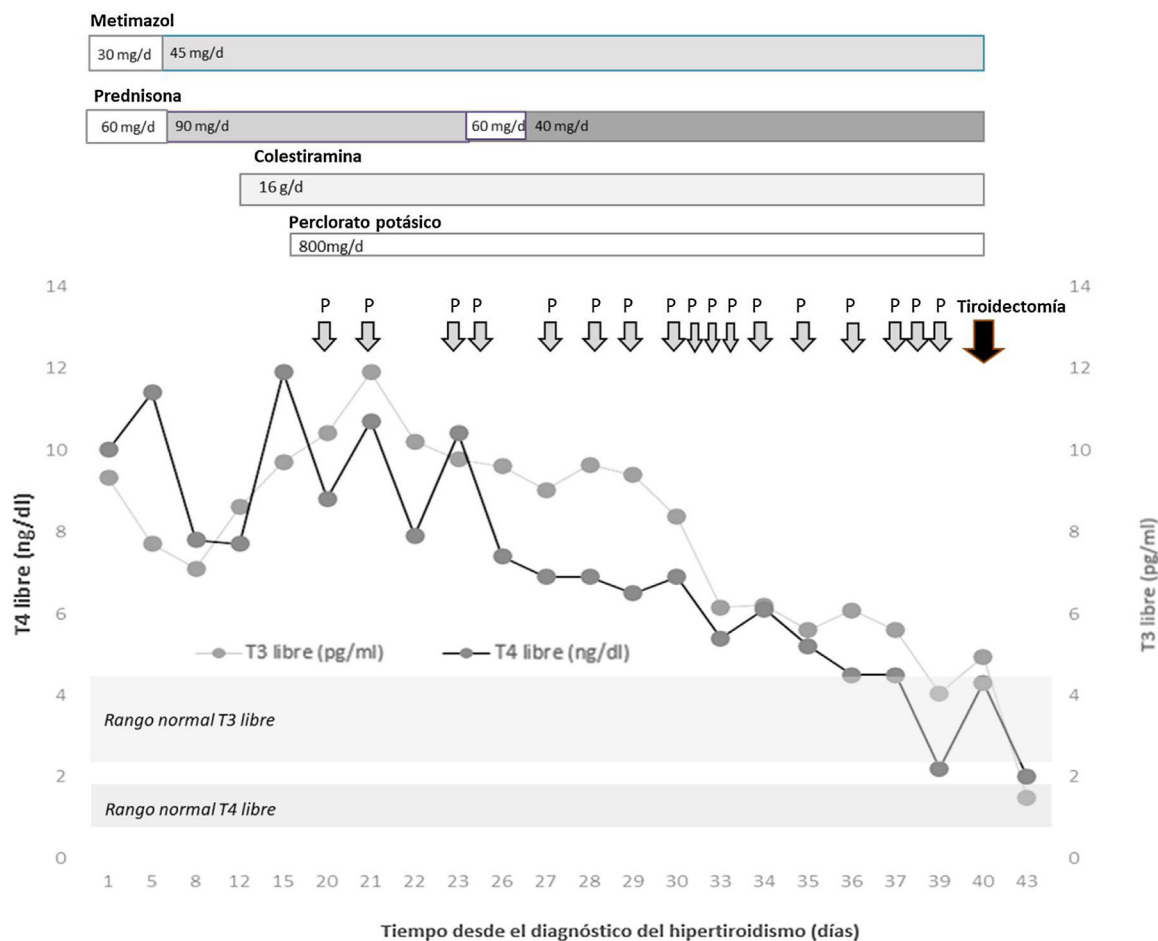 Metimazol
30 mg/d 45 mg/d
Prednisona
60 mg/d 90 mg/d 60 mg/d 40 mg/d
Colestiramina
16 g/d
Perclorato potásico
800mg/d
14 P P P P P P P P P P P P P P P P P Tiroidectomía 14
12 12
10 10
8 8
6 6
T3 libre (pg/ml) T4 libre (ng/dl)
4 4
Rango normal T3 libre
2 2
Rango normal T4 libre
0 0
T4 libre (ng/dl)
T3 libre (pg/ml)
1 5 8 12 15 20 21 22 23 26 27 28 29 30 33 34 35 36 37 39 40 43
Tiempo desde el diagnóstico del hipertiroidismo (días)